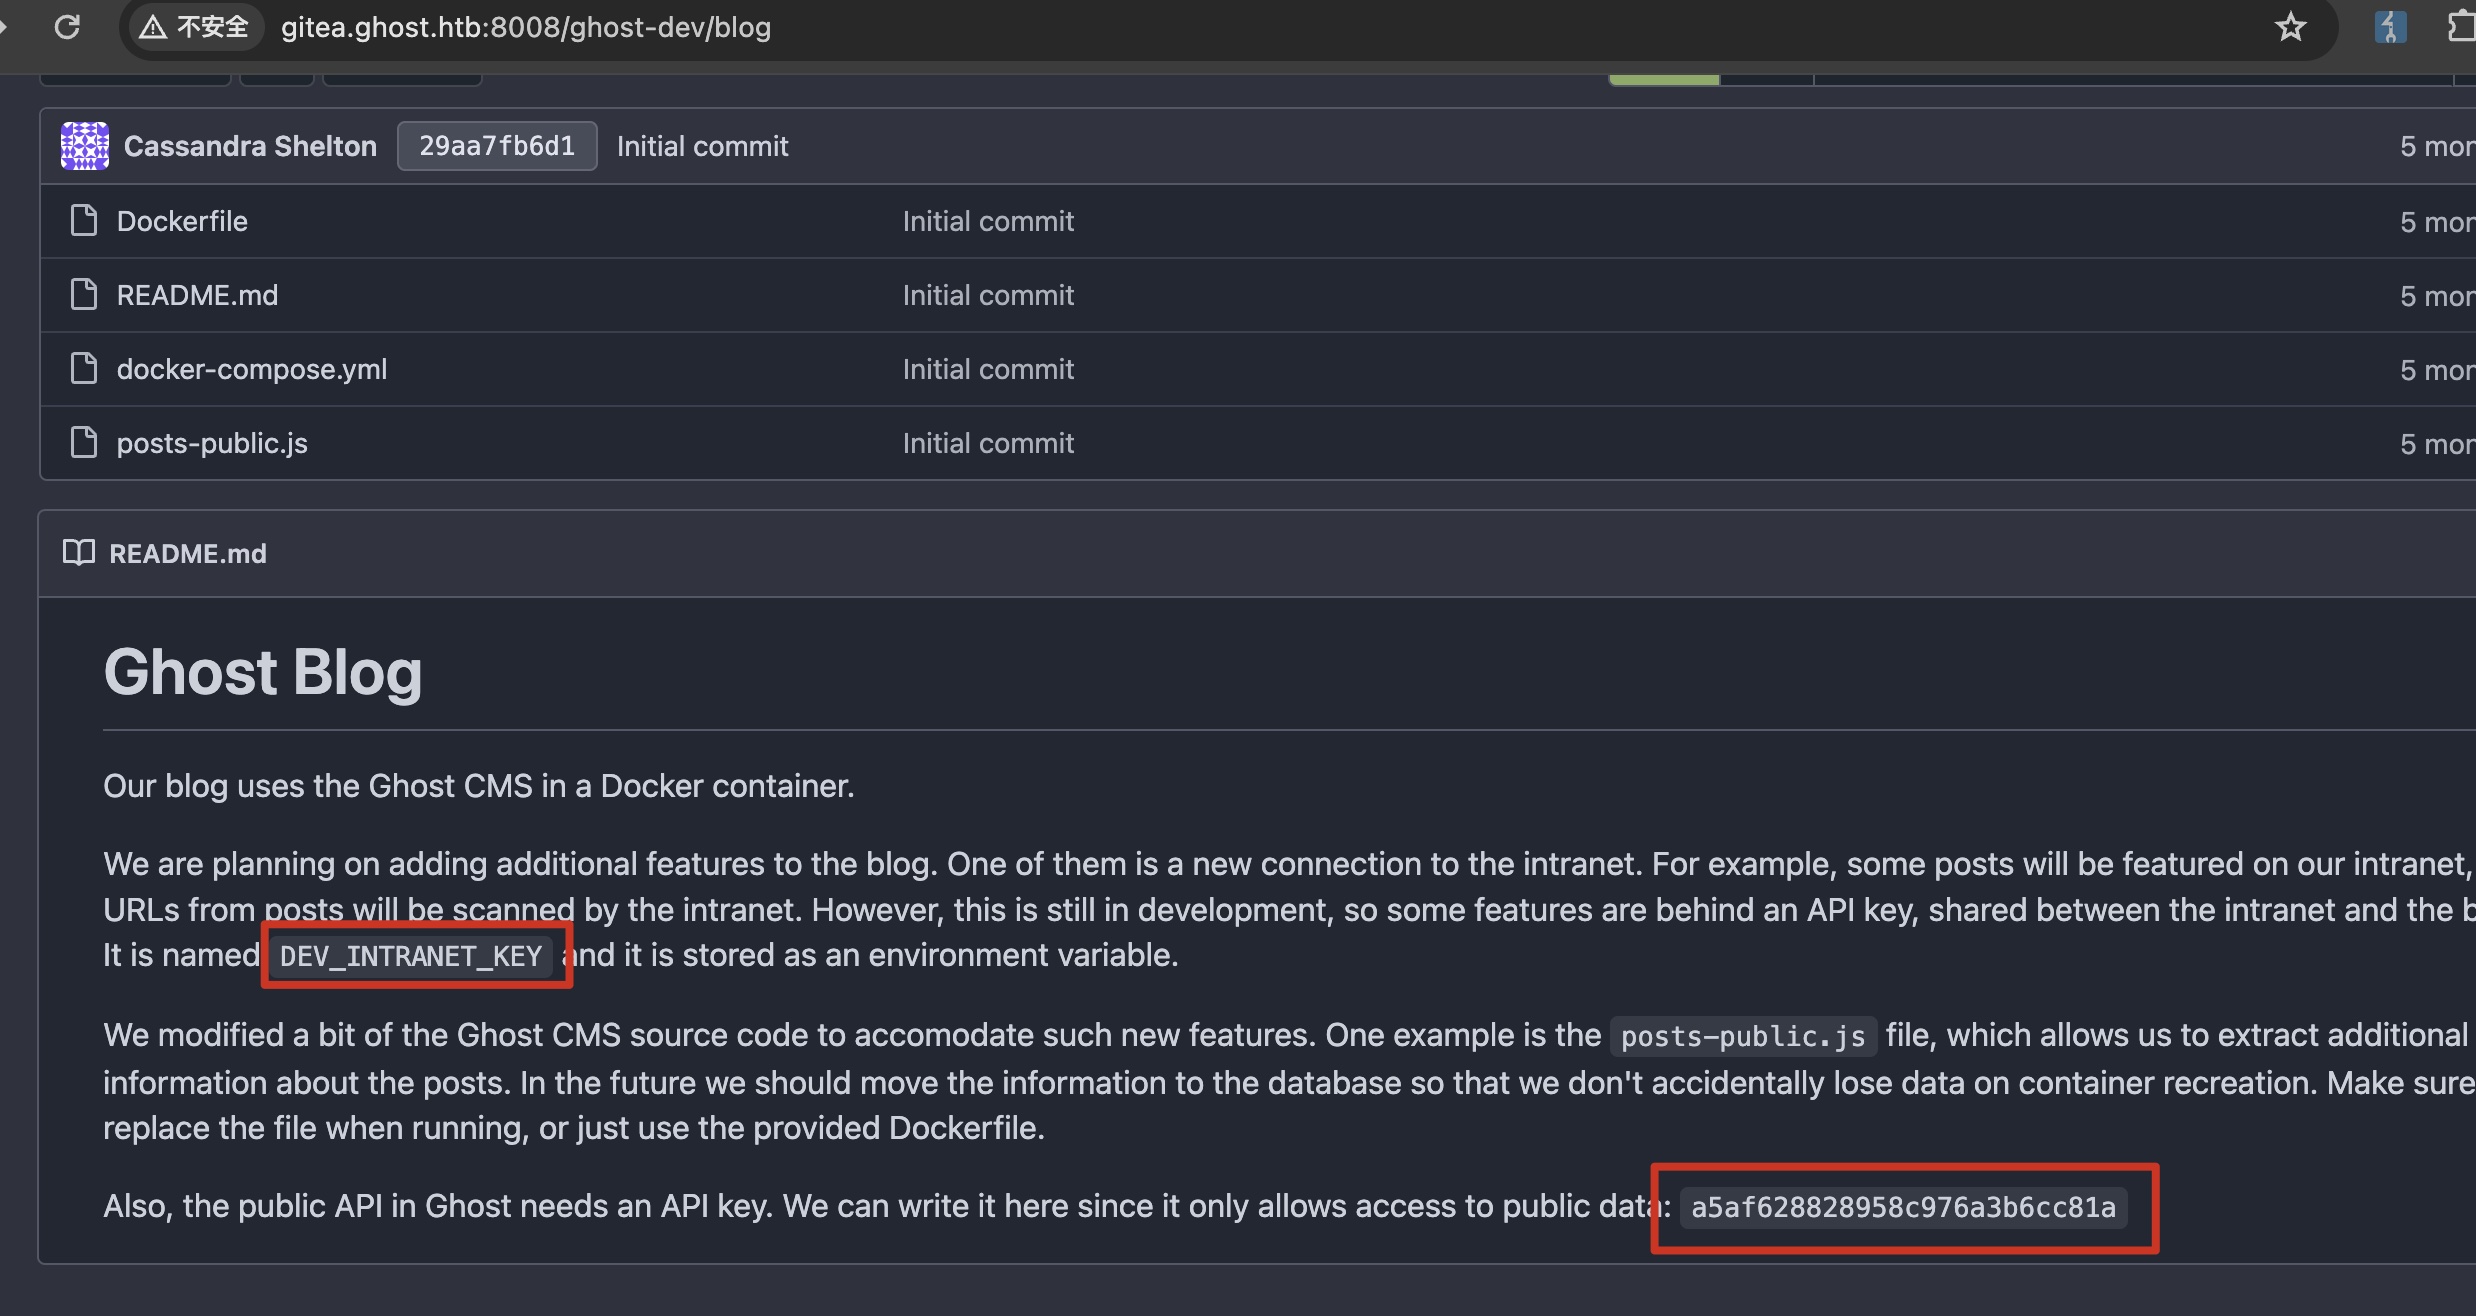 不安全 gitea.ghost.htb:8008/ghost-dev/blog
Cassandra Shelton 29aa7fb6d1 Initial commit 5 mon
Dockerfile Initial commit 5 mon
README.md Initial commit 5 mon
docker-compose.yml Initial commit 5 mon
posts-public.js Initial commit 5 mon
README.md
Ghost Blog
Our blog uses the Ghost CMS in a Docker container.
We are planning on adding additional features to the blog. One of them is a new connection to the intranet. For example, some posts will be featured on our intranet,
URLs from posts will be scanned by the intranet. However, this is still in development, so some features are behind an API key, shared between the intranet and the b
It is named DEV_INTRANET_KEY and it is stored as an environment variable.
We modified a bit of the Ghost CMS source code to accomodate such new features. One example is the posts-public.js file, which allows us to extract additional
information about the posts. In the future we should move the information to the database so that we don't accidentally lose data on container recreation. Make sure
replace the file when running, or just use the provided Dockerfile.
Also, the public API in Ghost needs an API key. We can write it here since it only allows access to public data: a5af628828958c976a3b6cc81a